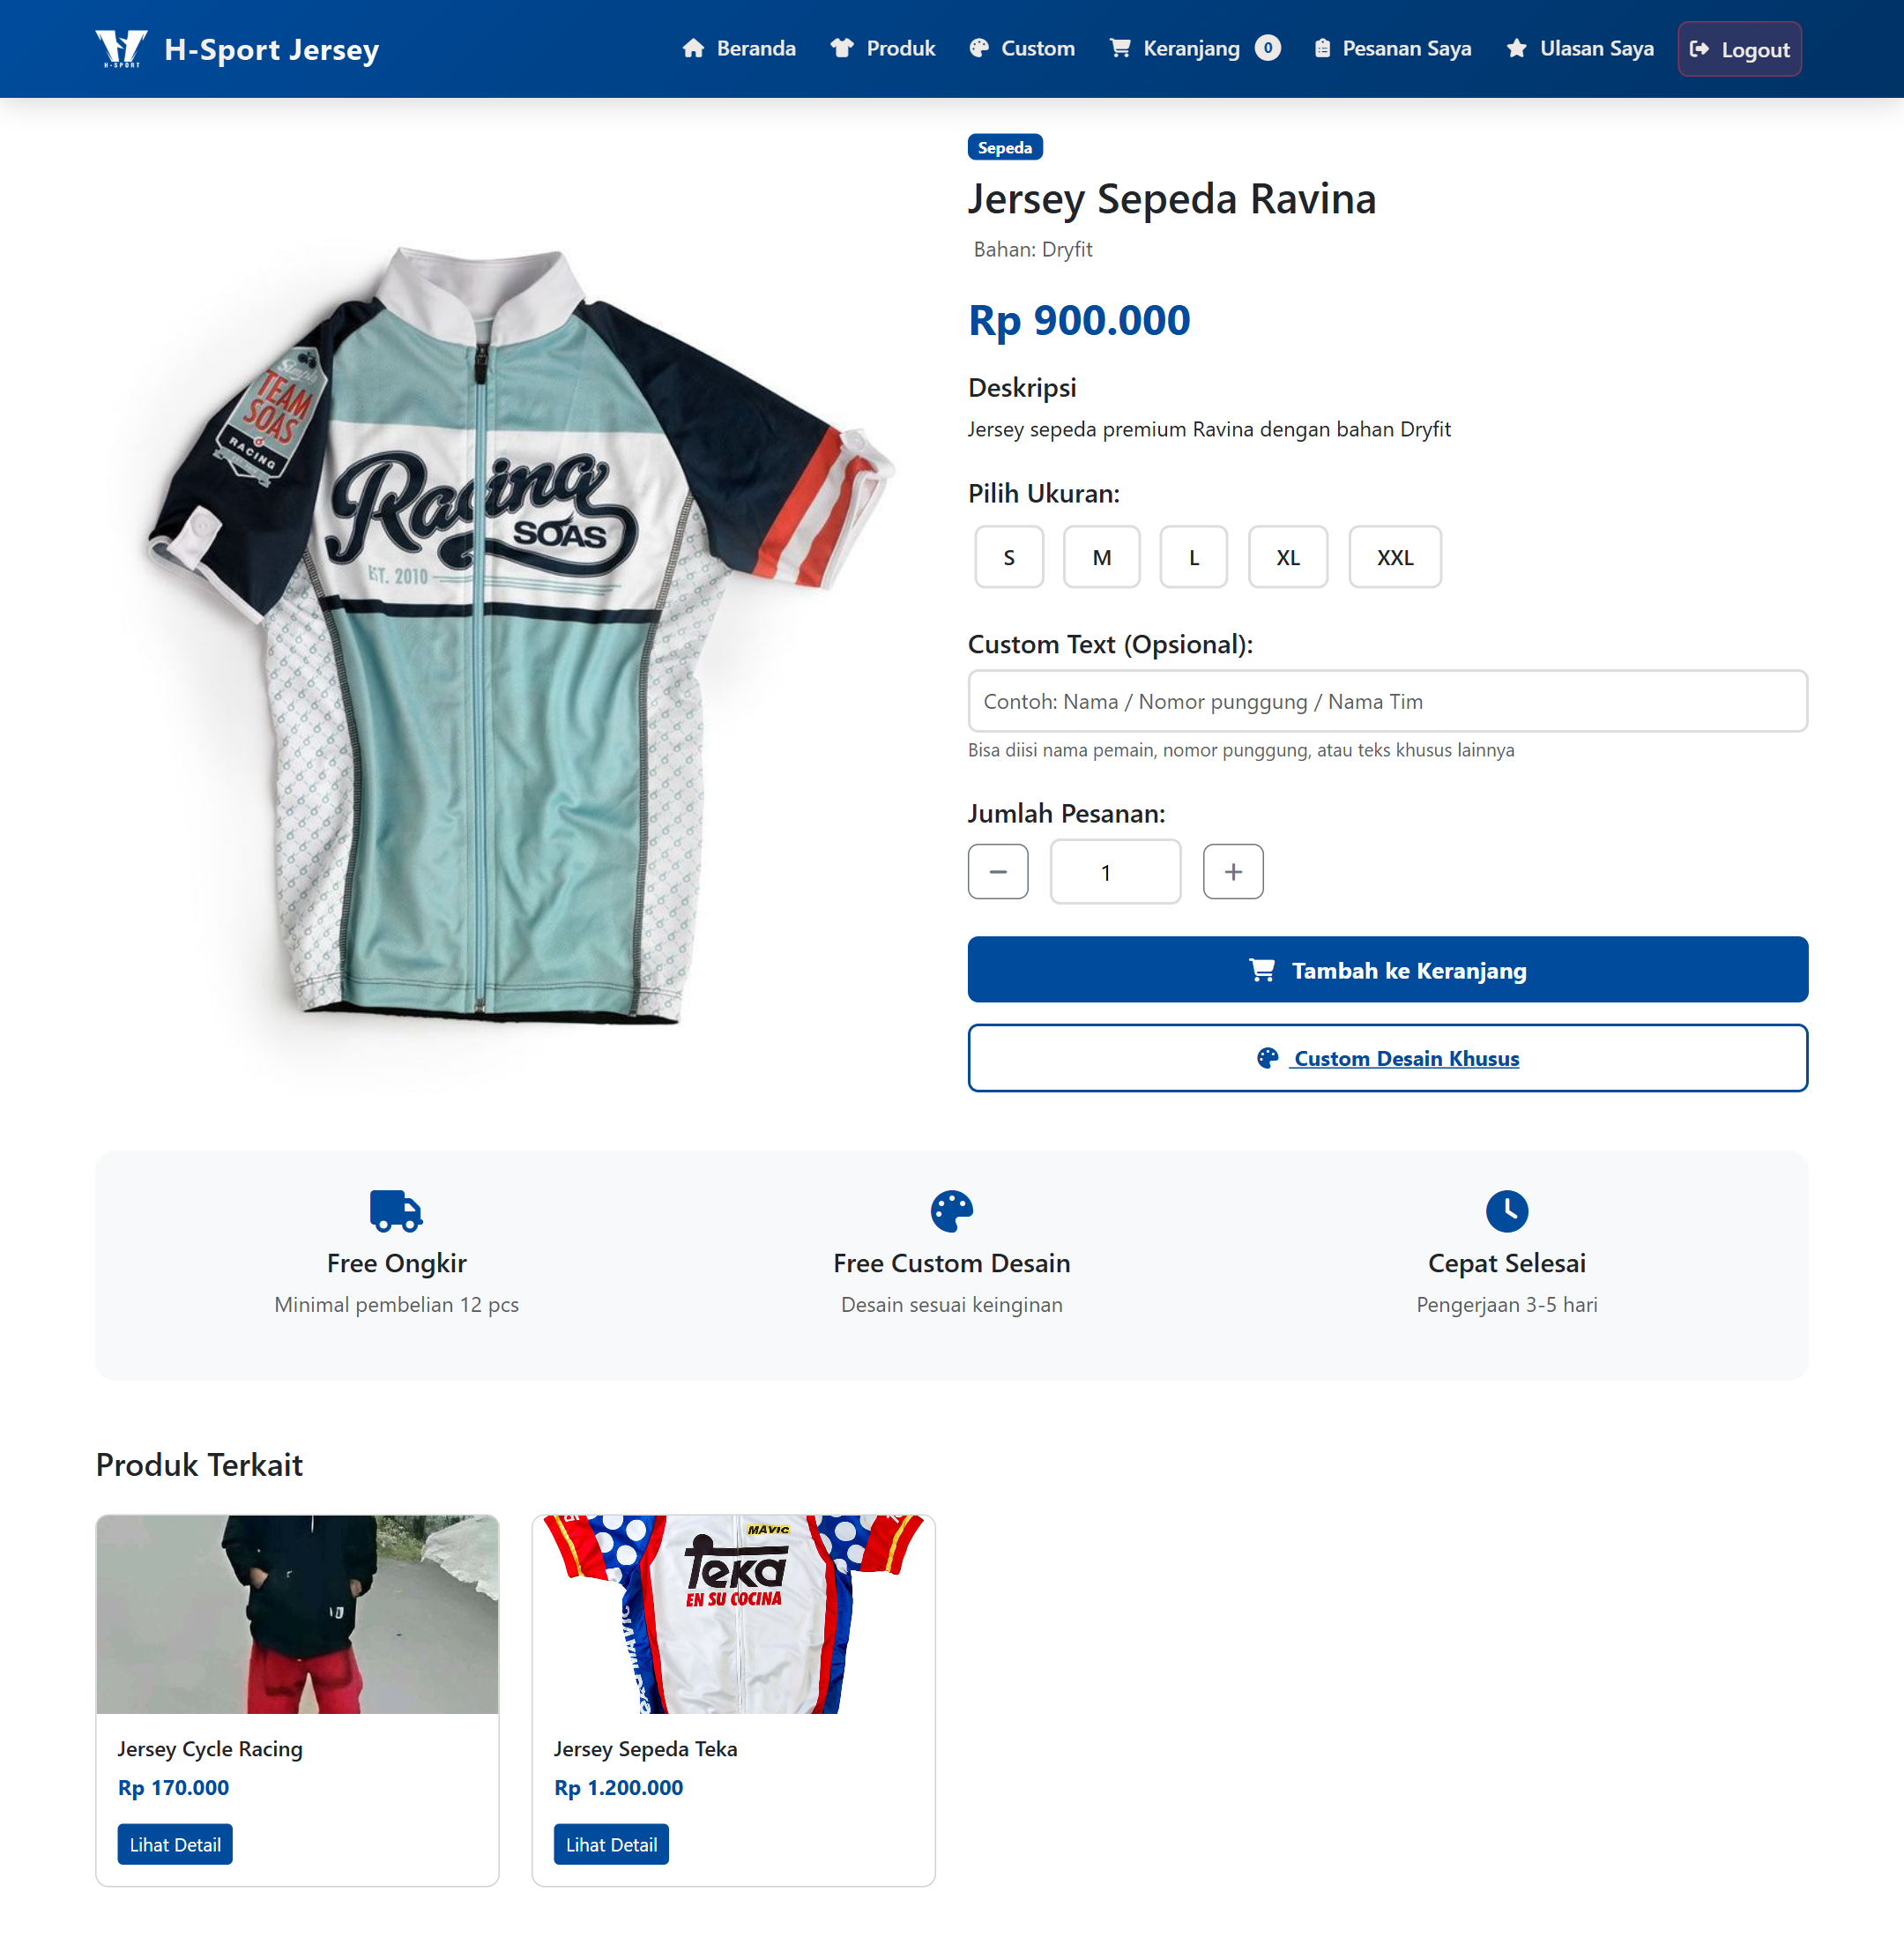 H-SPORT
H-Sport Jersey
Beranda
Produk
Custom
Keranjang 0
Pesanan Saya
Ulasan Saya
Logout
Sepeda
Jersey Sepeda Ravina
Bahan: Dryfit
Rp 900.000
Deskripsi
Jersey sepeda premium Ravina dengan bahan Dryfit
Pilih Ukuran:
S
M
L
XL
XXL
Custom Text (Opsional):
Contoh: Nama / Nomor punggung / Nama Tim
Bisa diisi nama pemain, nomor punggung, atau teks khusus lainnya
Jumlah Pesanan:
1
Tambah ke Keranjang
Custom Desain Khusus
TEAM
SOAS
RACING
Racing
SOAS
EST. 2010
Free Ongkir
Minimal pembelian 12 pcs
Free Custom Desain
Desain sesuai keinginan
Cepat Selesai
Pengerjaan 3-5 hari
Produk Terkait
MAVIC
Teka
EN SU COCINA
Jersey Cycle Racing
Rp 170.000
Lihat Detail
Jersey Sepeda Teka
Rp 1.200.000
Lihat Detail